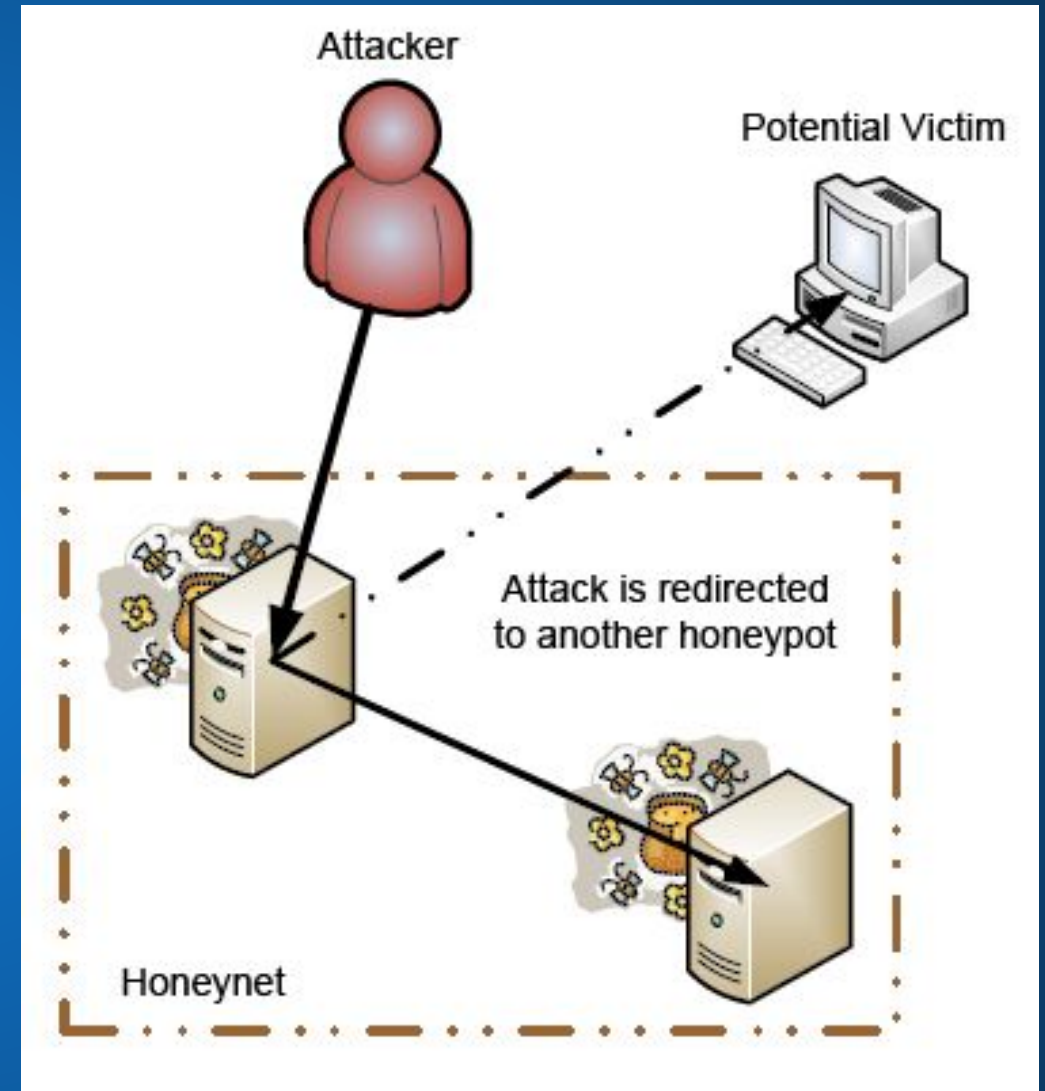 Attacker
Potential Victim
Attack is redirected
to another honeypot
Honeynet